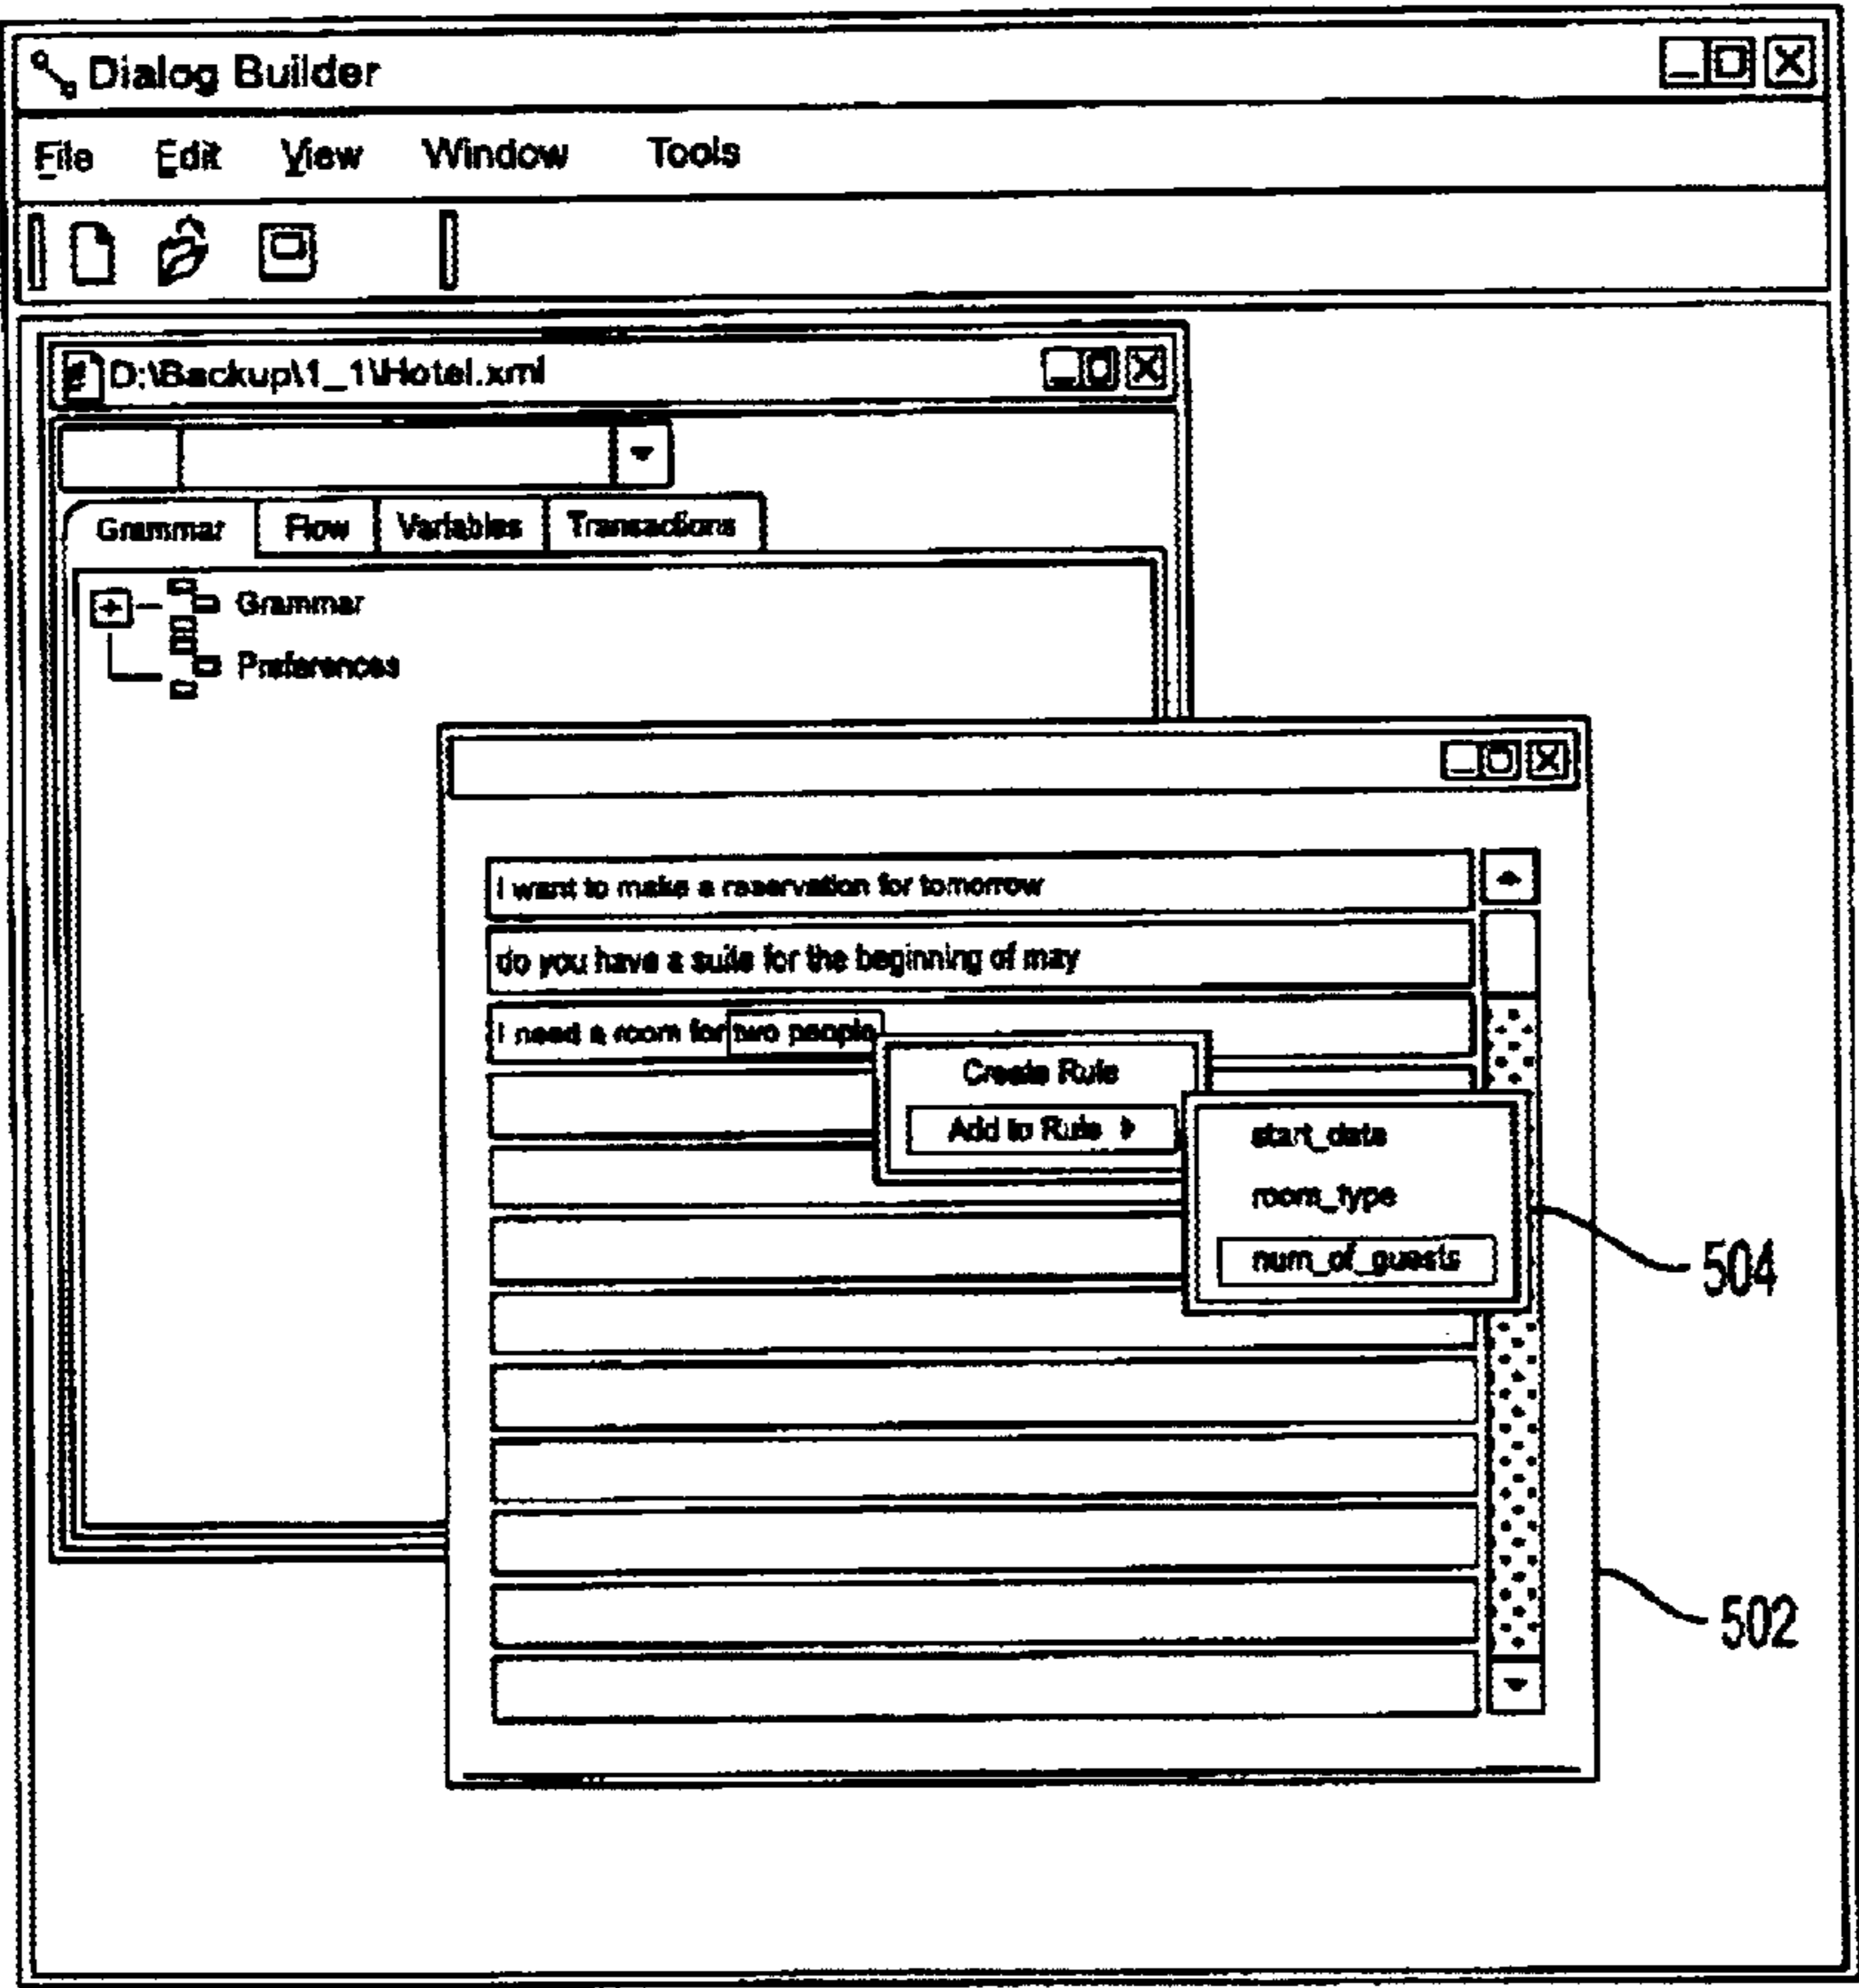 Dialog Builder
File Edit View Window Tools
D:\Backup\1_1\Hotel.xml
Grammar Flow Variables Transactions
Grammar
Preferences
I want to make a reservation for tomorrow
do you have a suite for the beginning of may
I need a room for two people
Create Rule
Add to Rule
start_date
room_type
num_of_guests
504
502